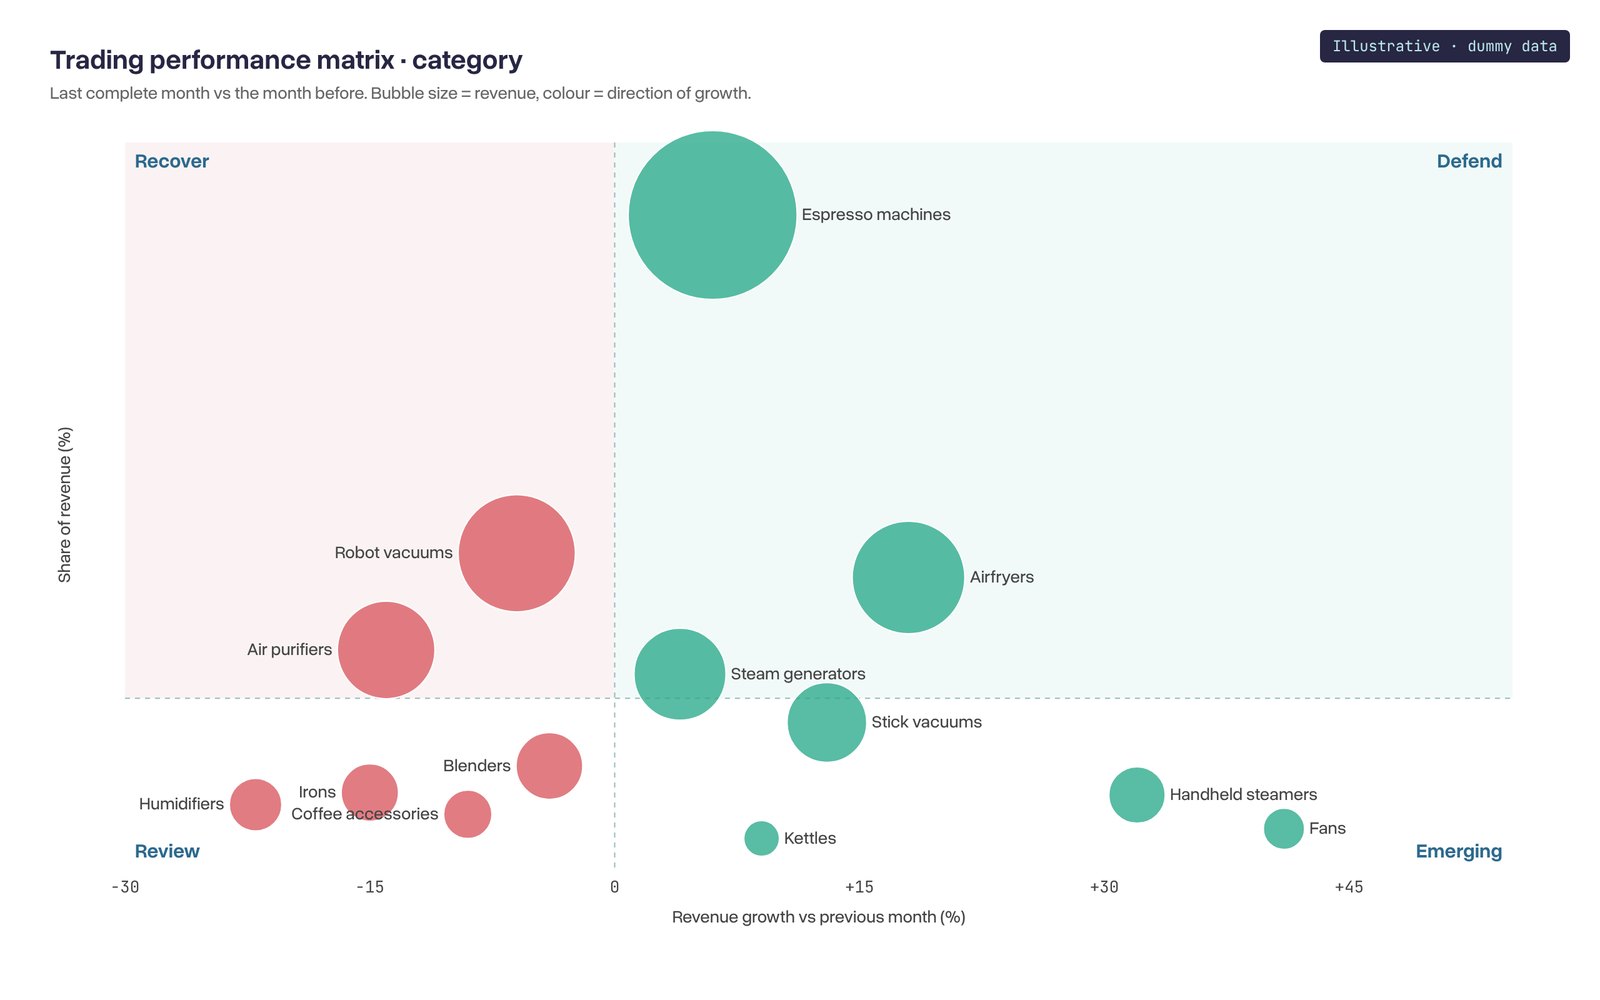 Illustrative · dummy data
Trading performance matrix · category
Last complete month vs the month before. Bubble size = revenue, colour = direction of growth.
Recover
Defend
Espresso machines
Share of revenue (%)
Robot vacuums
Airfryers
Air purifiers
Steam generators
Stick vacuums
Blenders
Irons
Handheld steamers
Humidifiers
Coffee accessories
Fans
Kettles
Review
Emerging
-30
-15
0
+15
+30
+45
Revenue growth vs previous month (%)